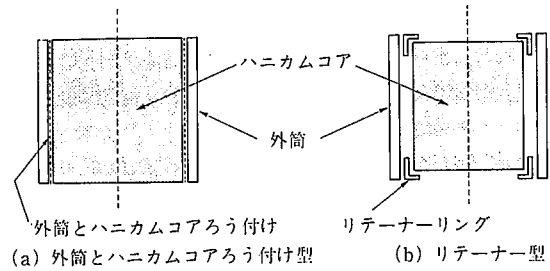 ハニカムコア
外筒
外筒とハニカムコアろう付け
リテーナーリング
(a) 外筒とハニカムコアろう付け型
(b) リテーナー型